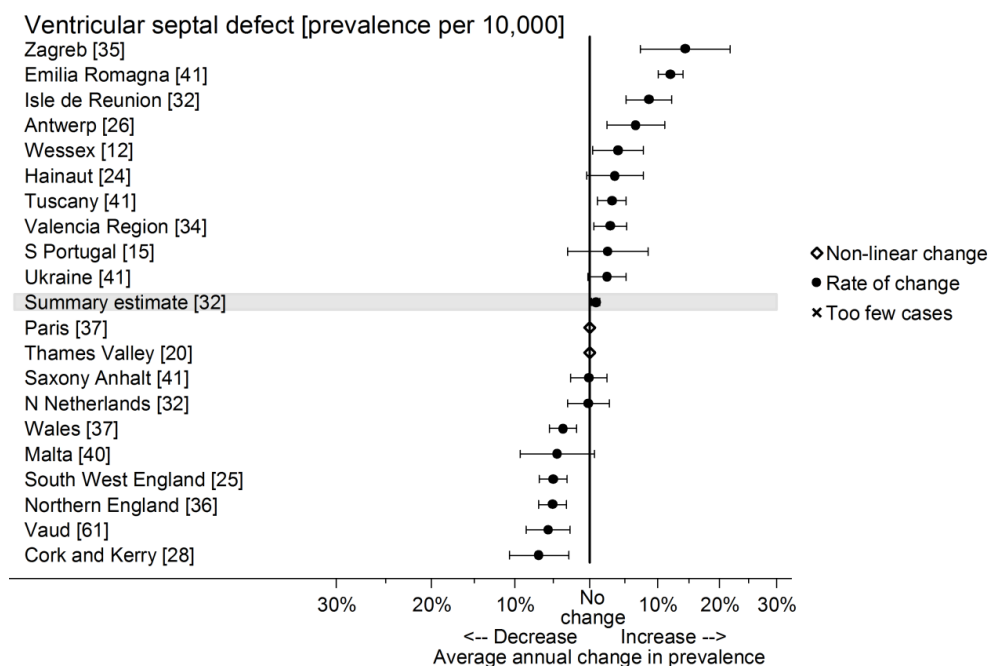 Ventricular septal defect [prevalence per 10,000]
Zagreb [35]
Emilia Romagna [41]
Isle de Reunion [32]
Antwerp [26]
Wessex [12]
Hainaut [24]
Tuscany [41]
Valencia Region [34]
S Portugal [15]
Ukraine [41]
Summary estimate [32]
Paris [37]
Thames Valley [20]
Saxony Anhalt [41]
N Netherlands [32]
Wales [37]
Malta [40]
South West England [25]
Northern England [36]
Vaud [61]
Cork and Kerry [28]
Non-linear change
Rate of change
Too few cases
30% 20% 10% No change 10% 20% 30%
<-- Decrease Increase -->
Average annual change in prevalence